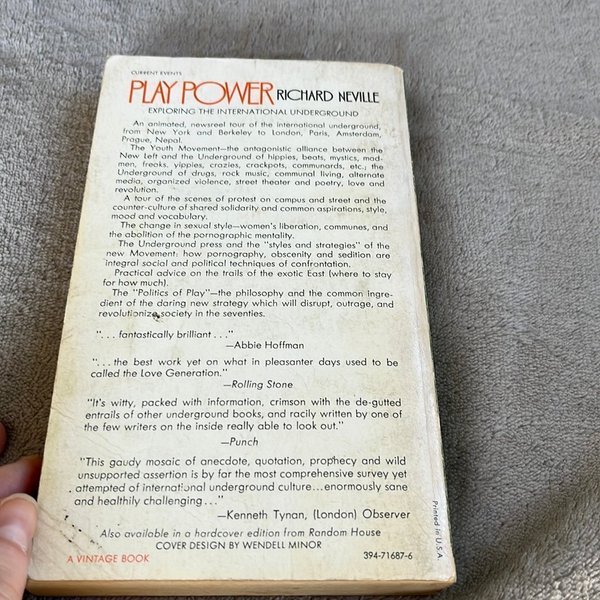 CURRENT EVENTS
PLAY POWER RICHARD NEVILLE
EXPLORING THE INTERNATIONAL UNDERGROUND
An animated, newsreel tour of the international underground,
from New York and Berkeley to London, Paris, Amsterdam,
Prague, Nepal.
The Youth Movement—the antagonistic alliance between the
New Left and the Underground of hippies, beats, mystics, mad-
men, freaks, yippies, crazies, crackpots, communards, etc.; the
Underground of drugs, rock music, communal living, alternate
media, organized violence, street theater and poetry, love and
revolution.
A tour of the scenes of protest on campus and street and the
counter-culture of shared solidarity and common aspirations, style,
mood and vocabulary.
The change in sexual style—women's liberation, communes, and
the abolition of the pornographic mentality.
The Underground press and the "styles and strategies" of the
new Movement: how pornography, obscenity and sedition are
integral social and political techniques of confrontation.
Practical advice on the trails of the exotic East (where to stay
for how much).
The "Politics of Play"—the philosophy and the common ingre-
dient of the daring new strategy which will disrupt, outrage, and
revolutionize society in the seventies.
"... fantastically brilliant ..."
—Abbie Hoffman
"... the best work yet on what in pleasanter days used to be
called the Love Generation."
—Rolling Stone
"It's witty, packed with information, crimson with the de-gutted
entrails of other underground books, and racily written by one of
the few writers on the inside really able to look out."
—Punch
"This gaudy mosaic of anecdote, quotation, prophecy and wild
unsupported assertion is by far the most comprehensive survey yet
attempted of international underground culture...enormously sane
and healthily challenging ..."
—Kenneth Tynan, (London) Observer
Also available in a hardcover edition from Random House
COVER DESIGN BY WENDELL MINOR
A VINTAGE BOOK
394-71687-6
Printed in U.S.A.